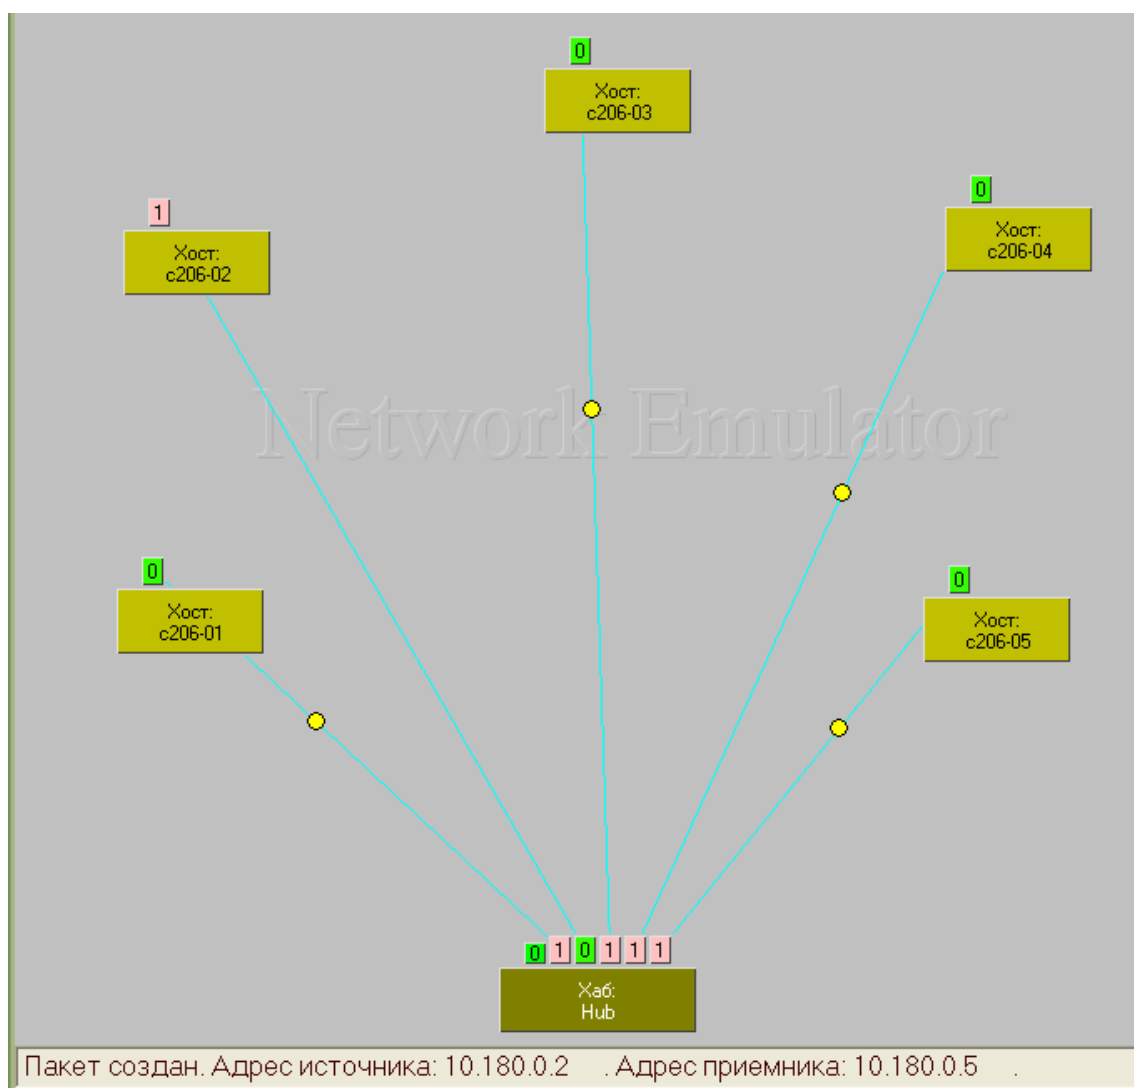 0
Хост:
c206-03
0
Хост:
c206-04
1
Хост:
c206-02
Network Emulator
0
Хост:
c206-01
0
Хост:
c206-05
0 1 0 1 1 1
Хаб:
Hub
Пакет создан. Адрес источника: 10.180.0.2 . Адрес приемника: 10.180.0.5 .